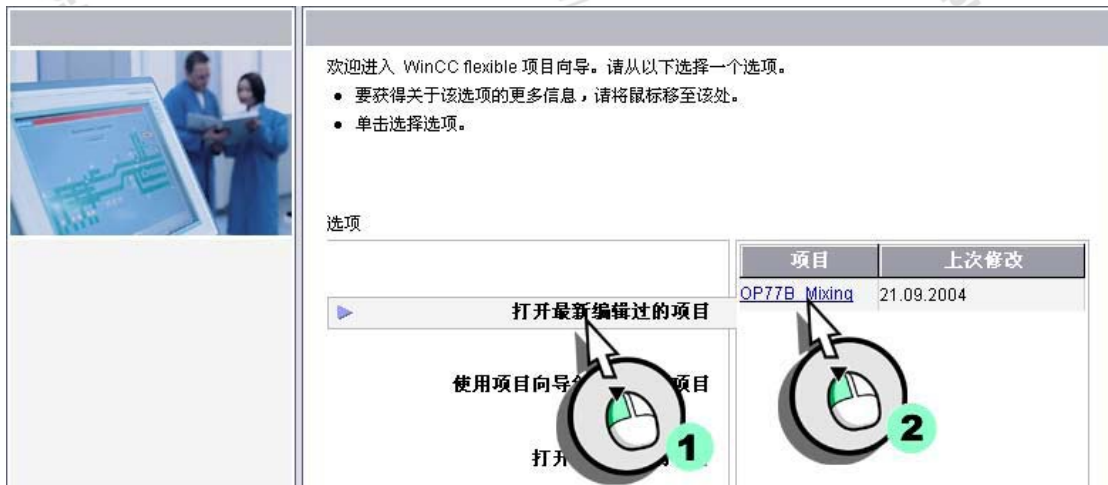 欢迎进入 WinCC flexible 项目向导。请从以下选择一个选项。
• 要获得关于该选项的更多信息，请将鼠标移至该处。
• 单击选择选项。
选项
项目 上次修改
打开最新编辑过的项目
OP77B_Mixing 21.09.2004
使用项目向导 项目
打开
1
2